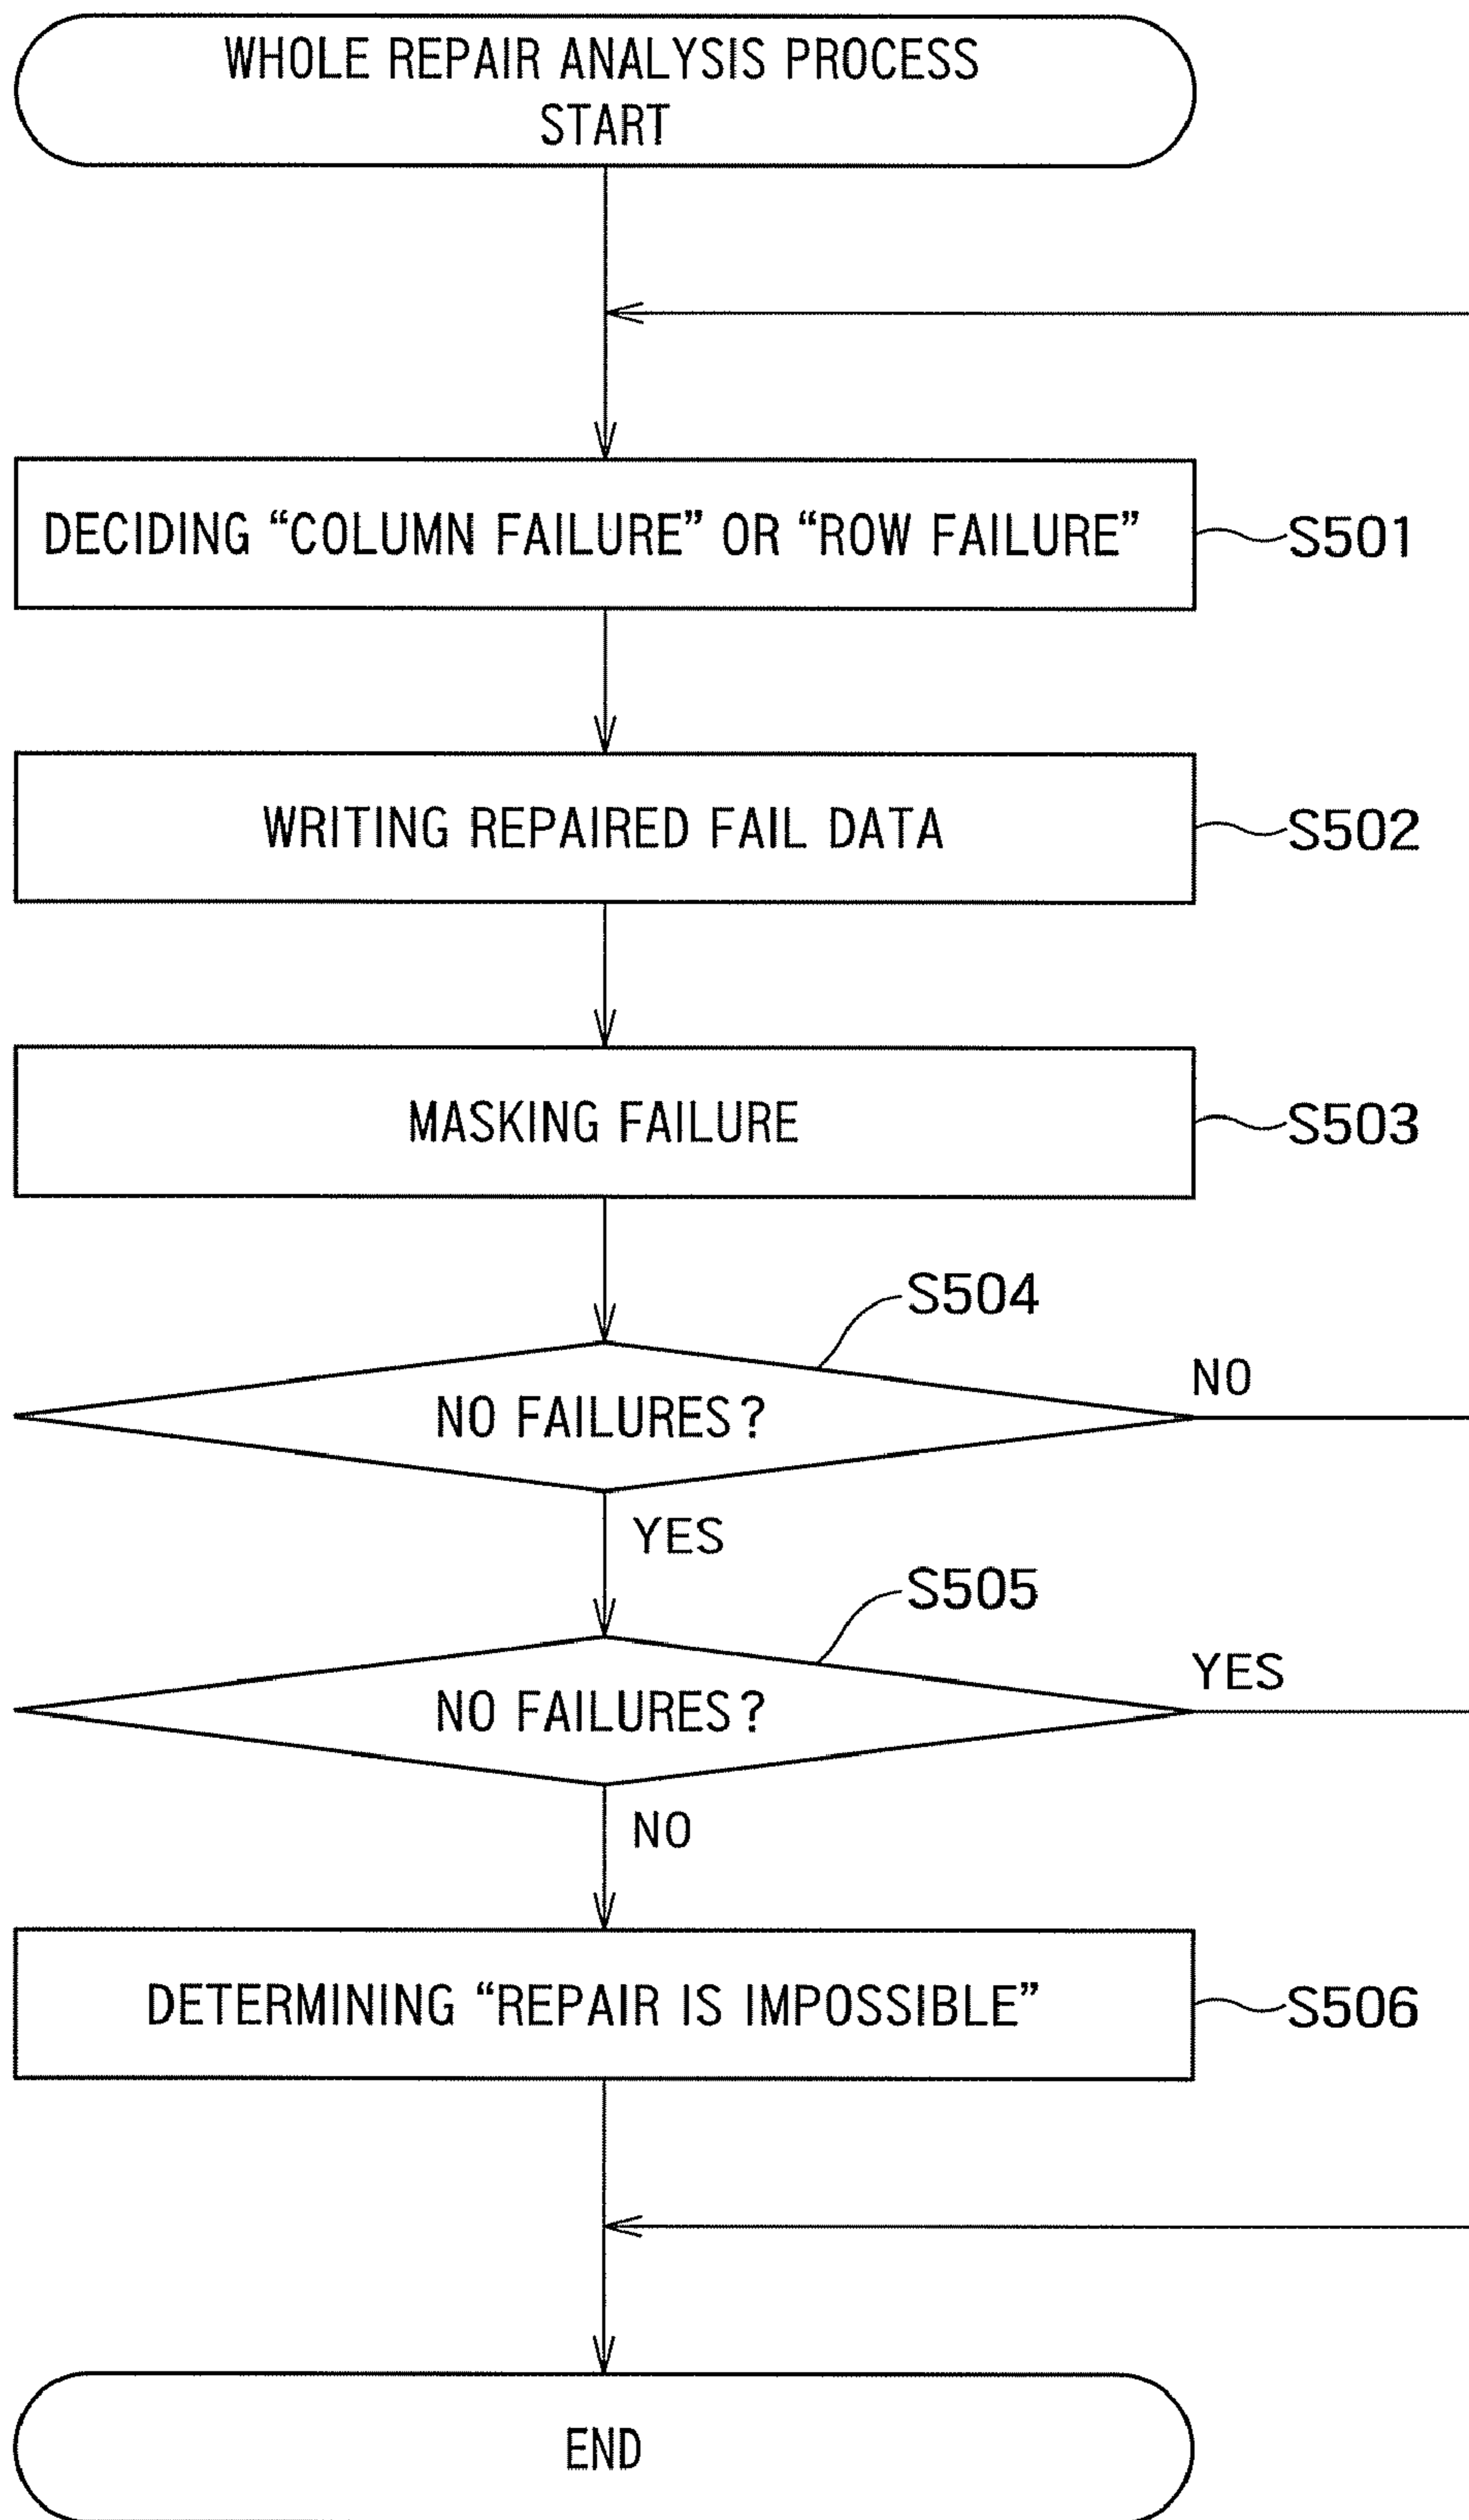 WHOLE REPAIR ANALYSIS PROCESS
START
DECIDING “COLUMN FAILURE” OR “ROW FAILURE”
S501
WRITING REPAIRED FAIL DATA
S502
MASKING FAILURE
S503
S504
NO FAILURES?
NO
YES
S505
NO FAILURES?
YES
NO
DETERMINING “REPAIR IS IMPOSSIBLE”
S506
END